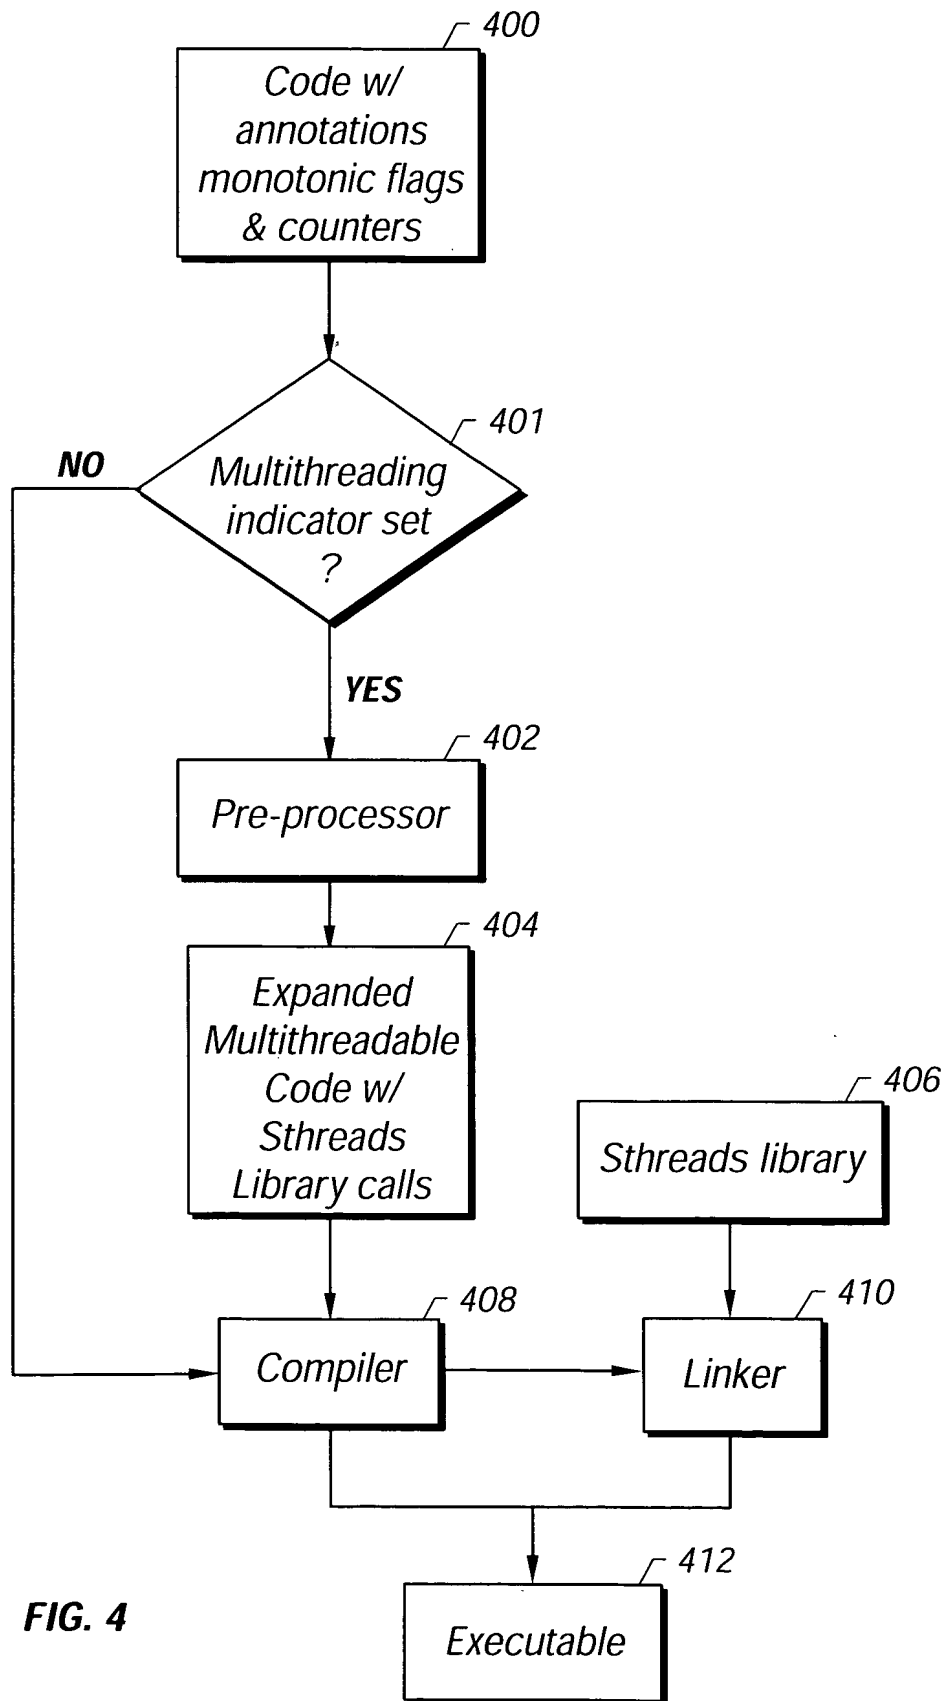 400
Code w/
annotations
monotonic flags
& counters
401
NO
Multithreading
indicator set
?
YES
402
Pre-processor
404
Expanded
Multithreadable
Code w/
Sthreads
Library calls
406
Sthreads library
408
Compiler
410
Linker
412
Executable
FIG. 4